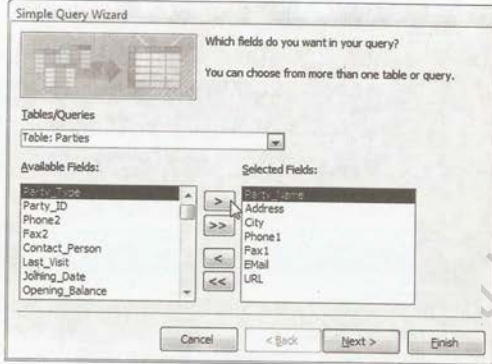 Simple Query Wizard
Which fields do you want in your query?
You can choose from more than one table or query.
Tables/Queries
Table: Parties
Available Fields:
Selected Fields:
Party_Type
Party_ID
Phone2
Fax2
Contact_Person
Last_Visit
Joining_Date
Opening_Balance
>
>>
<
<<
Party_Name
Address
City
Phone1
Fax1
EMail
URL
Cancel
< Back
Next >
Finish